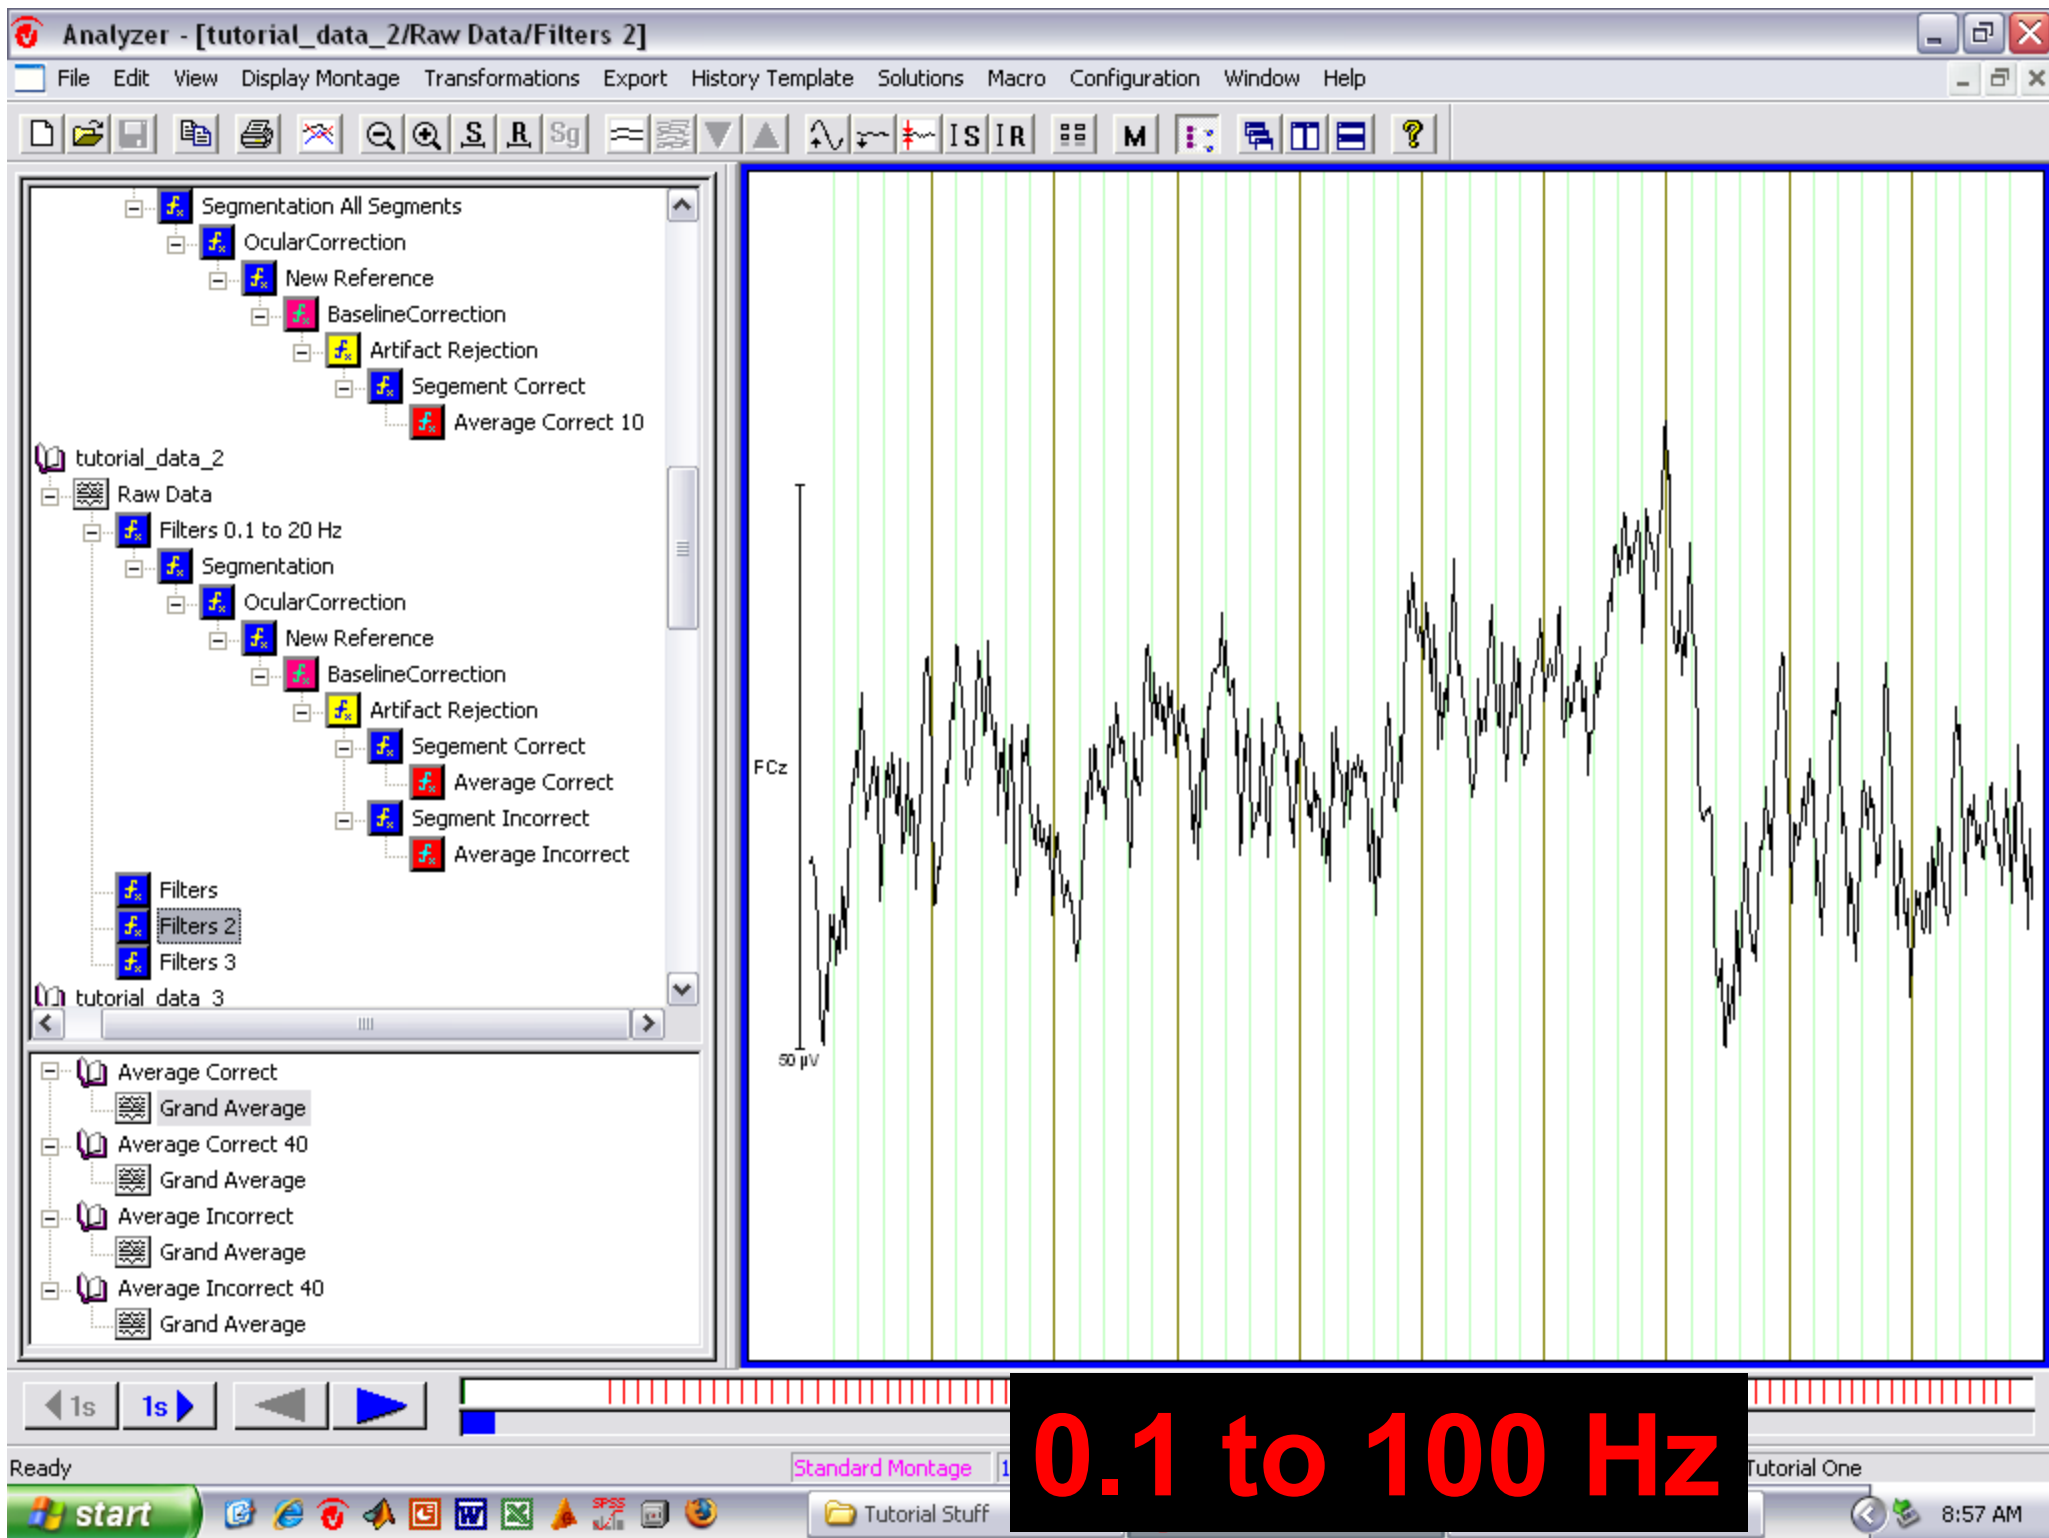 Analyzer - [tutorial_data_2/Raw Data/Filters 2]
File Edit View Display Montage Transformations Export History Template Solutions Macro Configuration Window Help
S R Sg I S I R M ?
Segmentation All Segments
OcularCorrection
New Reference
BaselineCorrection
Artifact Rejection
Segement Correct
Average Correct 10
tutorial_data_2
Raw Data
Filters 0.1 to 20 Hz
Segmentation
OcularCorrection
New Reference
BaselineCorrection
Artifact Rejection
Segement Correct
Average Correct
Segment Incorrect
Average Incorrect
Filters
Filters 2
Filters 3
tutorial_data_3
Average Correct
Grand Average
Average Correct 40
Grand Average
Average Incorrect
Grand Average
Average Incorrect 40
Grand Average
FCz
50 µV
1s 1s
0.1 to 100 Hz
Ready Standard Montage 1 Tutorial One
start SPSS Tutorial Stuff 8:57 AM